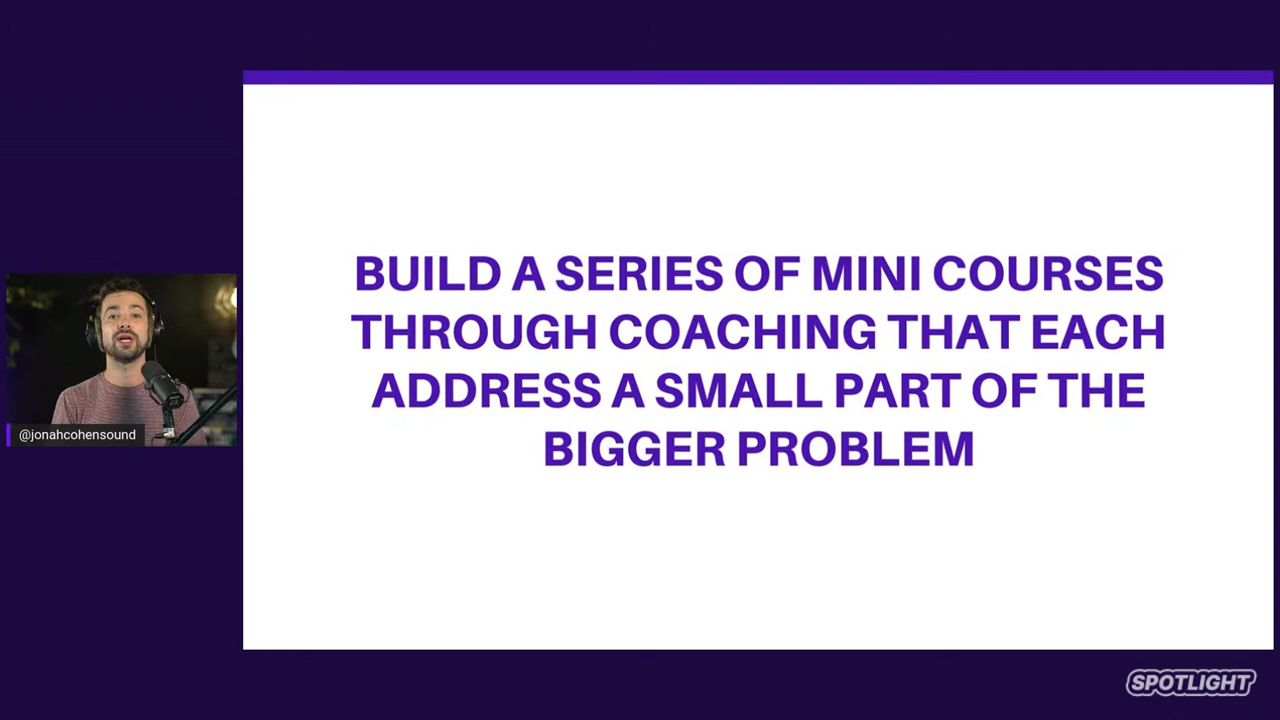 BUILD A SERIES OF MINI COURSES
THROUGH COACHING THAT EACH
ADDRESS A SMALL PART OF THE
BIGGER PROBLEM
@jonahcohensound
SPOTLIGHT